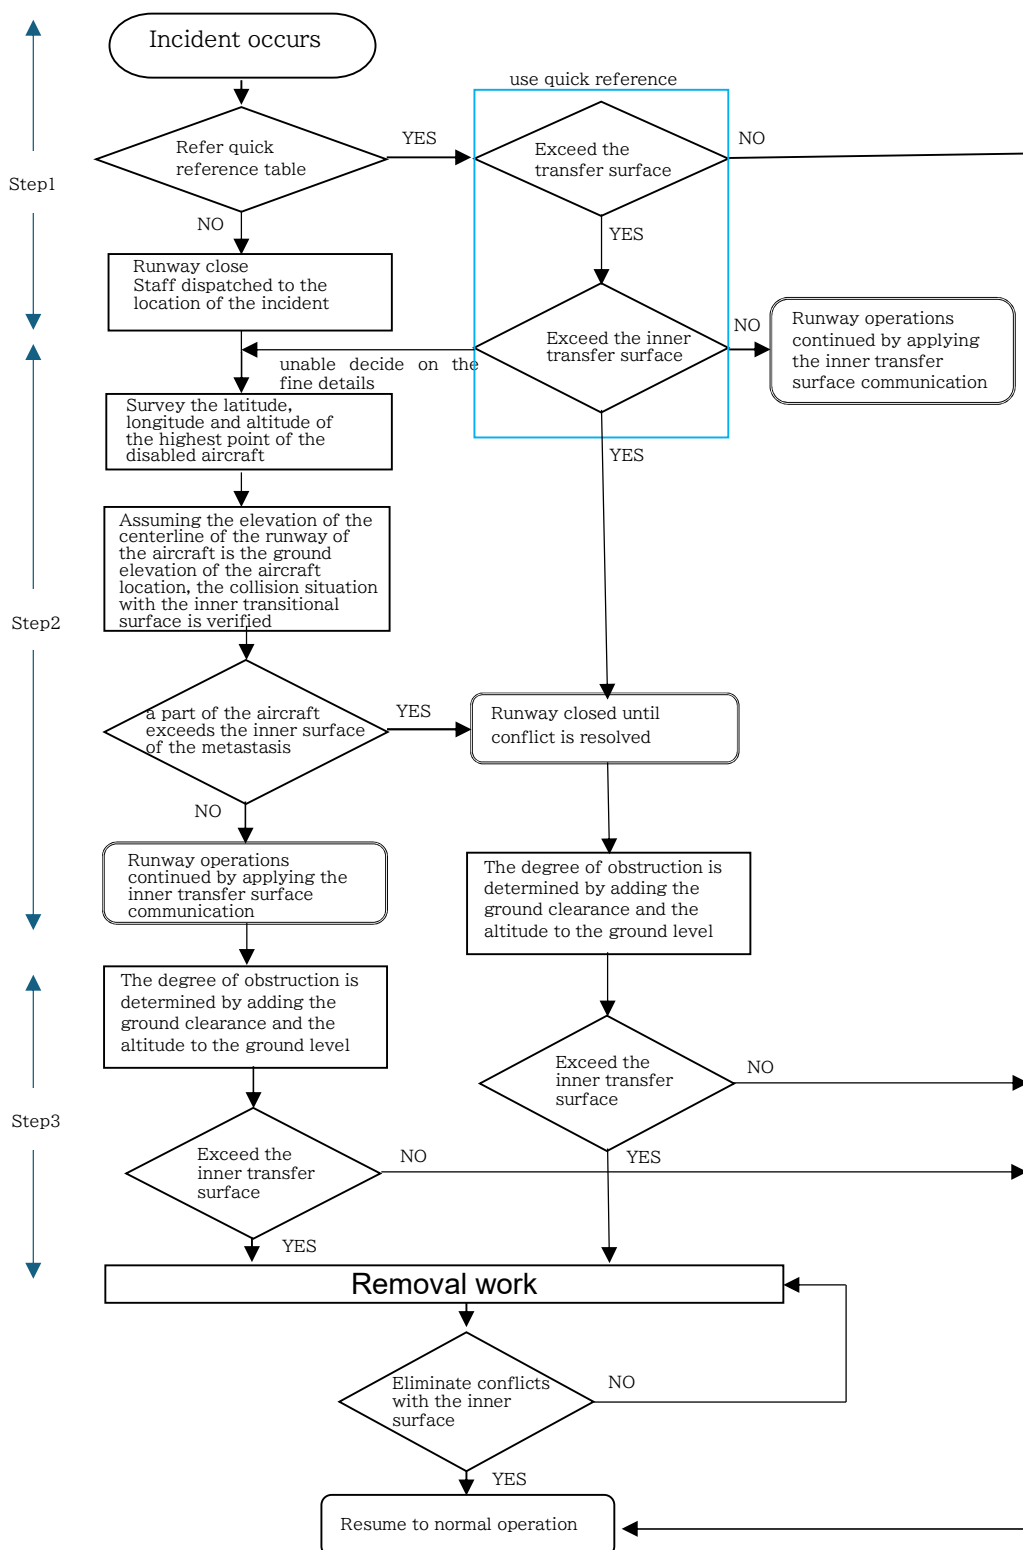 Incident occurs
use quick reference
Refer quick
reference table
YES
Exceed the
transfer surface
NO
Step1
NO
YES
Runway close
Staff dispatched to the
location of the incident
Exceed the inner
transfer surface
NO
Runway operations
continued by applying
the inner transfer
surface communication
unable decide on the
fine details
Survey the latitude,
longitude and altitude of
the highest point of the
disabled aircraft
YES
Assuming the elevation of the
centerline of the runway of
the aircraft is the ground
elevation of the aircraft
location, the collision situation
with the inner transitional
surface is verified
Step2
a part of the aircraft
exceeds the inner surface
of the metastasis
YES
Runway closed until
conflict is resolved
NO
Runway operations
continued by applying the
inner transfer surface
communication
The degree of obstruction is
determined by adding the
ground clearance and the
altitude to the ground level
The degree of obstruction is
determined by adding the
ground clearance and the
altitude to the ground level
Exceed the
inner transfer
surface
NO
Step3
Exceed the
inner transfer
surface
NO
YES
YES
Removal work
Eliminate conflicts
with the inner
surface
NO
YES
Resume to normal operation